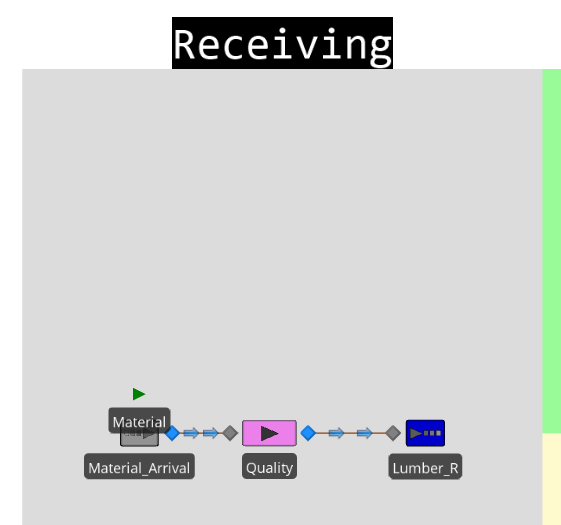 Receiving
Material
Material_Arrival
Quality
Lumber_R